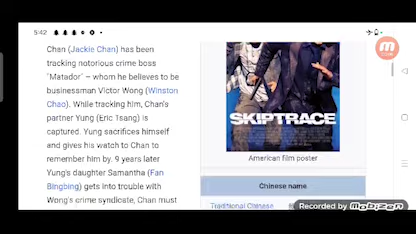 5:42
Chan (Jackie Chan) has been
tracking notorious crime boss
"Matador" – whom he believes to be
businessman Victor Wong (Winston
Chao). While tracking him, Chan's
partner Yung (Eric Tsang) is
captured. Yung sacrifices himself
and gives his watch to Chan to
remember him by. 9 years later
Yung's daughter Samantha (Fan
Bingbing) gets into trouble with
Wong's crime syndicate; Chan must
SKIPTRACE
American film poster
Chinese name
Traditional Chinese
Recorded by Mobizen